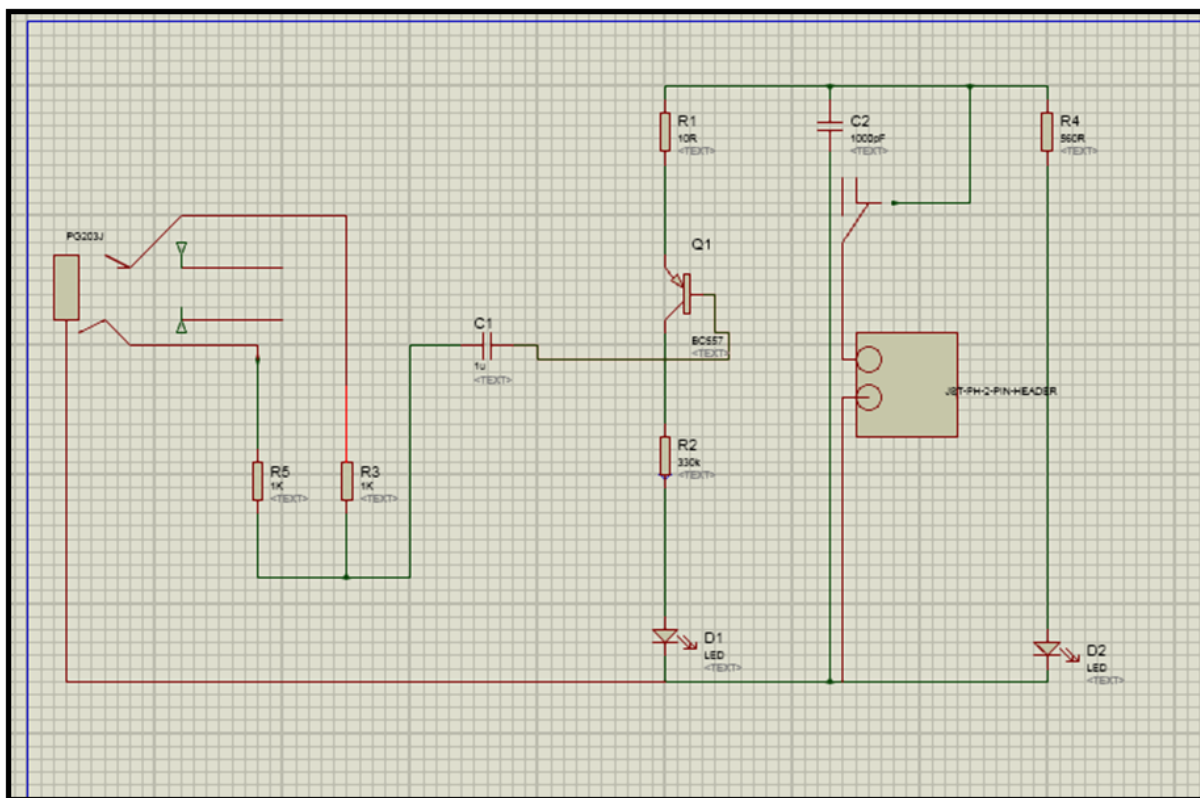 PG203J
R1
10R
<TEXT>
C2
1000pF
<TEXT>
R4
560R
<TEXT>
Q1
BC557
<TEXT>
C1
1u
<TEXT>
JST-PH-2-PIN-HEADER
R2
330k
<TEXT>
R5
1K
<TEXT>
R3
1K
<TEXT>
D1
LED
<TEXT>
D2
LED
<TEXT>